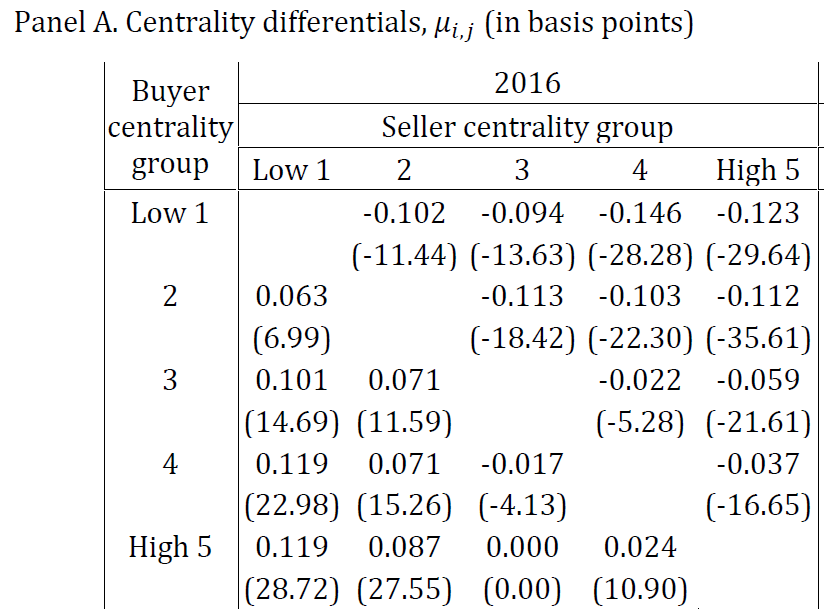 Panel A. Centrality differentials, μi,j (in basis points)
Buyer centrality group 2016
Seller centrality group
Low 1 2 3 4 High 5
Low 1 -0.102 -0.094 -0.146 -0.123
(-11.44) (-13.63) (-28.28) (-29.64)
2 0.063 -0.113 -0.103 -0.112
(6.99) (-18.42) (-22.30) (-35.61)
3 0.101 0.071 -0.022 -0.059
(14.69) (11.59) (-5.28) (-21.61)
4 0.119 0.071 -0.017 -0.037
(22.98) (15.26) (-4.13) (-16.65)
High 5 0.119 0.087 0.000 0.024
(28.72) (27.55) (0.00) (10.90)